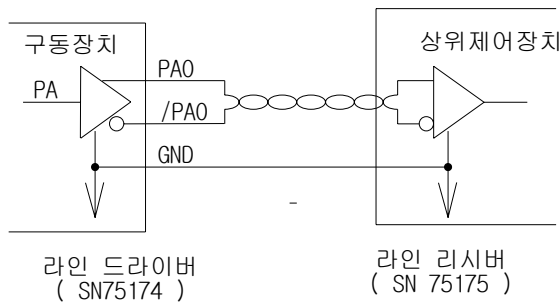 구동장치
상위제어장치
PAO
PA
/PAO
GND
라인 드라이버
( SN75174 )
라인 리시버
( SN 75175 )